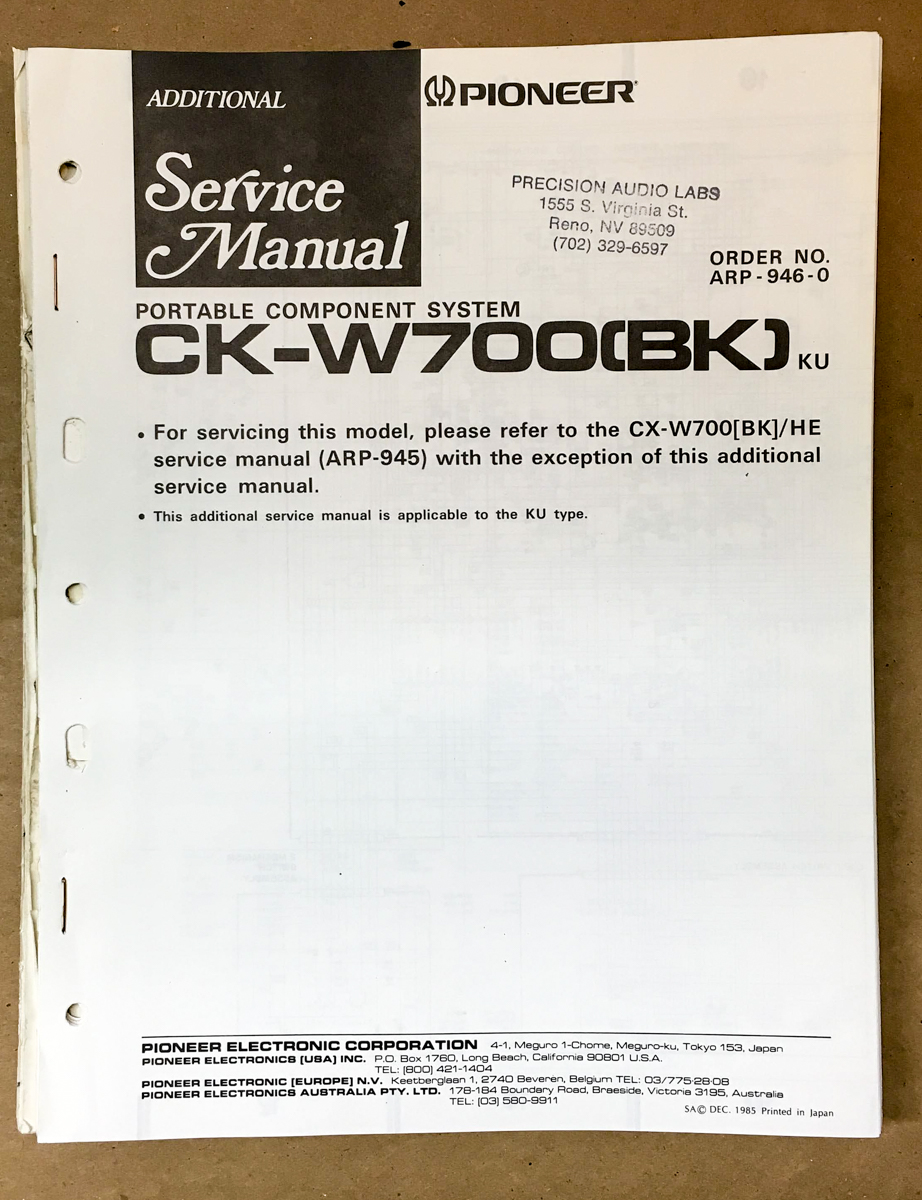 ADDITIONAL
Service
Manual
PIONEER
PRECISION AUDIO LABS
1555 S. Virginia St.
Reno, NV 89509
(702) 329-6597
ORDER NO.
ARP-946-0
PORTABLE COMPONENT SYSTEM
CK-W700(BK) KU
• For servicing this model, please refer to the CX-W700[BK]/HE
service manual (ARP-945) with the exception of this additional
service manual.
• This additional service manual is applicable to the KU type.
PIONEER ELECTRONIC CORPORATION 4-1, Meguro 1-Chome, Meguro-ku, Tokyo 153, Japan
PIONEER ELECTRONICS [USA] INC. P.O. Box 1760, Long Beach, California 90801 U.S.A.
TEL: (800) 421-1404
PIONEER ELECTRONIC [EUROPE] N.V. Keetberglaan 1, 2740 Beveren, Belgium TEL: 03/775·28·08
PIONEER ELECTRONICS AUSTRALIA PTY. LTD. 178-184 Boundary Road, Braeside, Victoria 3195, Australia
TEL: (03) 580-9911
SA© DEC. 1985 Printed in Japan